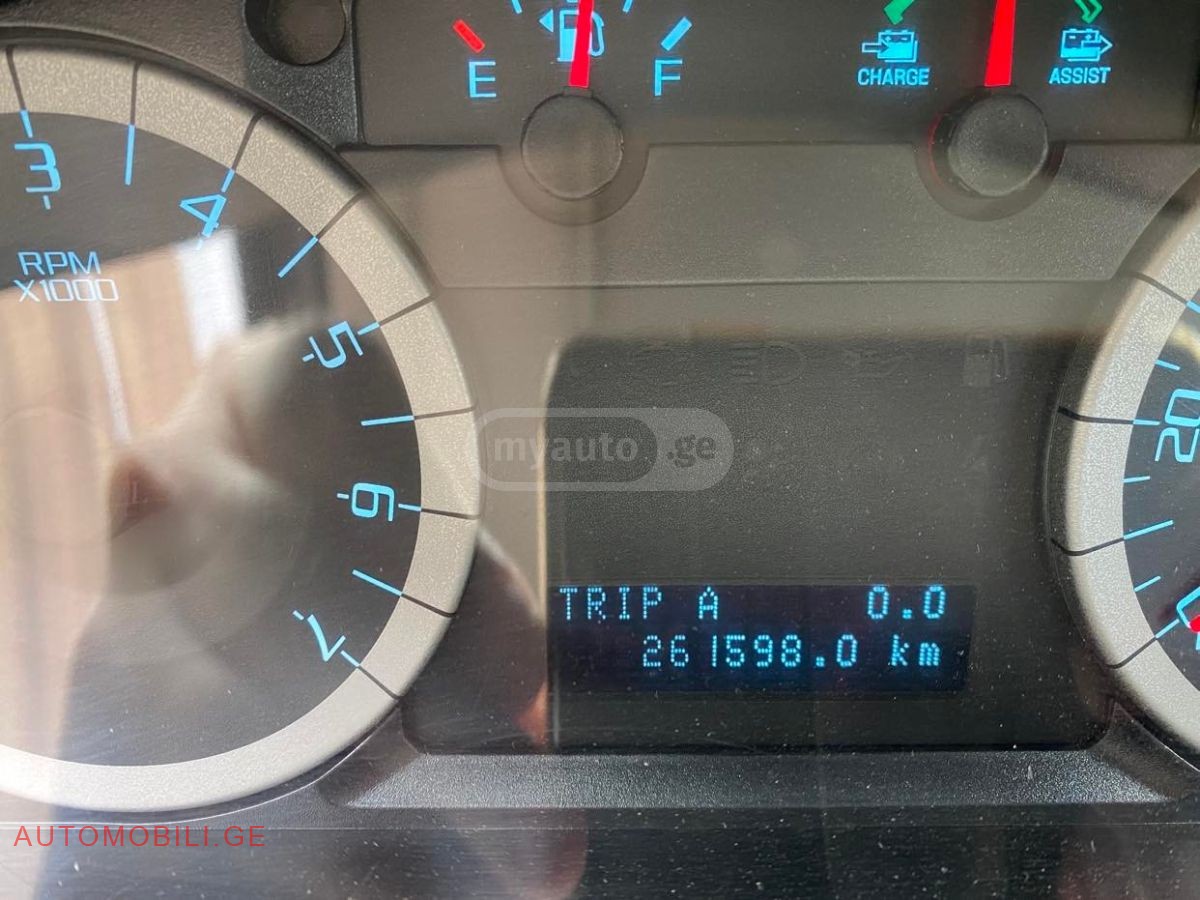 E
F
CHARGE
ASSIST
3
4
RPM
X1000
5
6
7
20
0
myauto.ge
TRIP A 0.0
261598.0 km
AUTOMOBILI.GE